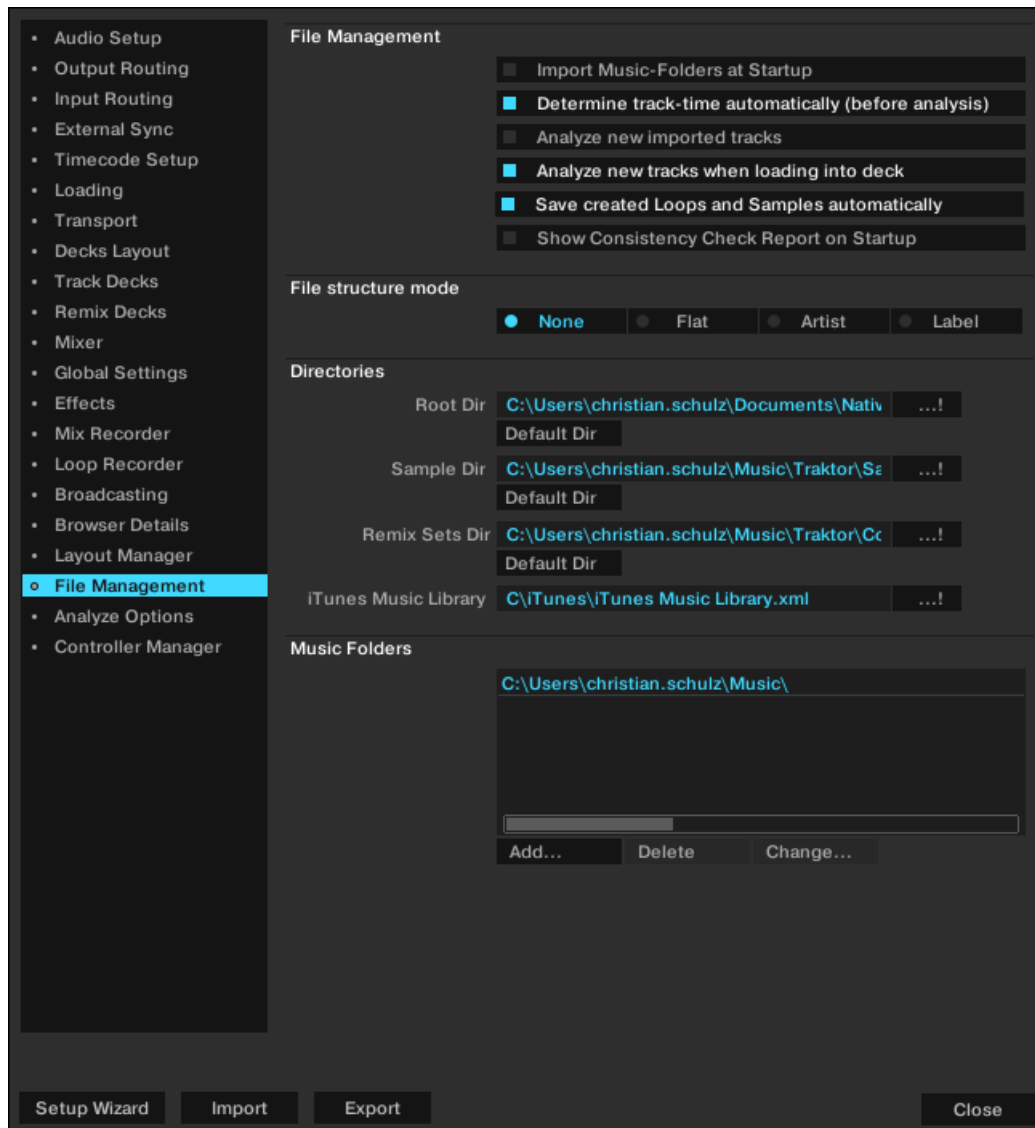 Audio Setup
Output Routing
Input Routing
External Sync
Timecode Setup
Loading
Transport
Decks Layout
Track Decks
Remix Decks
Mixer
Global Settings
Effects
Mix Recorder
Loop Recorder
Broadcasting
Browser Details
Layout Manager
File Management
Analyze Options
Controller Manager
File Management
Import Music-Folders at Startup
Determine track-time automatically (before analysis)
Analyze new imported tracks
Analyze new tracks when loading into deck
Save created Loops and Samples automatically
Show Consistency Check Report on Startup
File structure mode
None Flat Artist Label
Directories
Root Dir C:\Users\christian.schulz\Documents\Nativ ...!
Default Dir
Sample Dir C:\Users\christian.schulz\Music\Traktor\Sa ...!
Default Dir
Remix Sets Dir C:\Users\christian.schulz\Music\Traktor\Cc ...!
Default Dir
iTunes Music Library C\iTunes\iTunes Music Library.xml ...!
Music Folders
C:\Users\christian.schulz\Music\
Add... Delete Change...
Setup Wizard Import Export Close